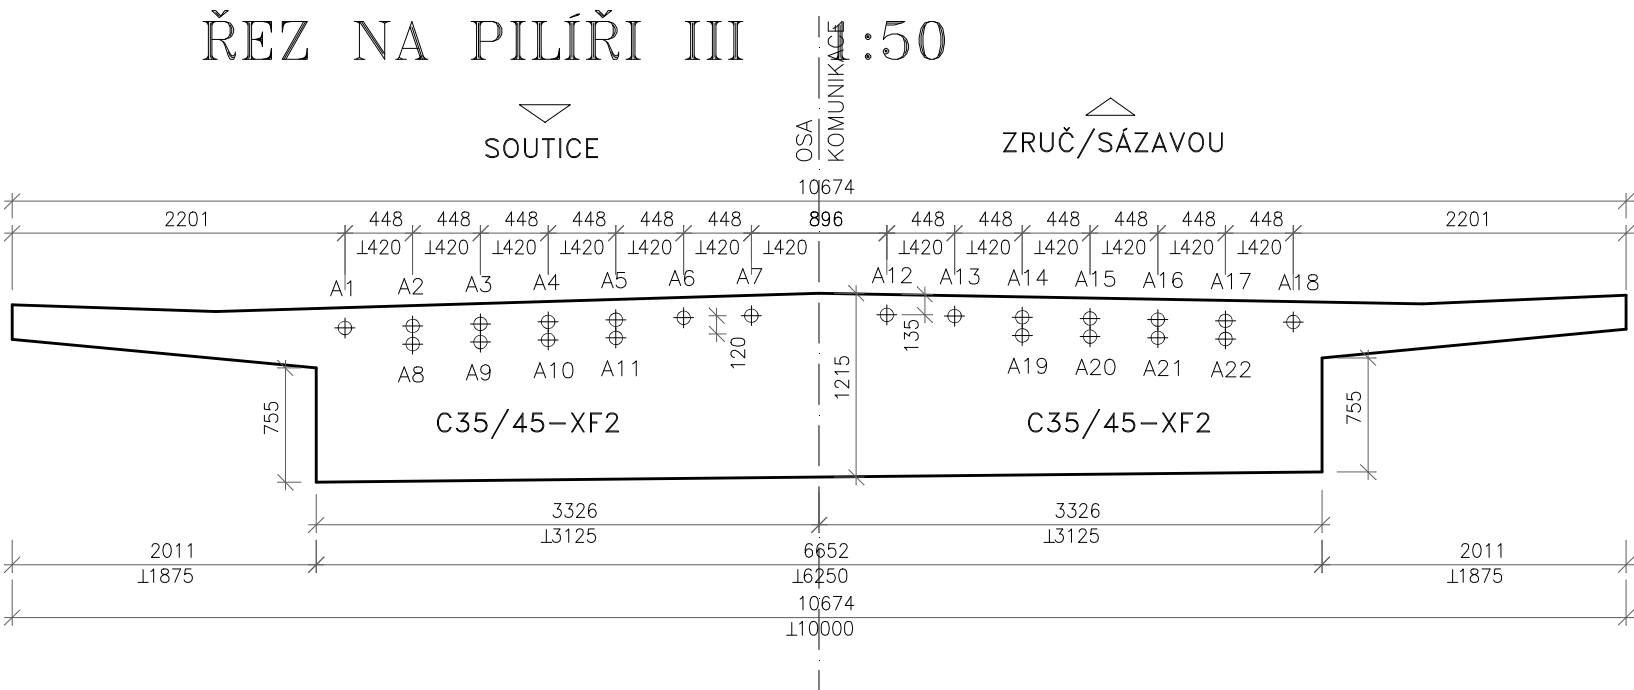 ŘEZ NA PILÍŘI III 1:50
OSA
KOMUNIKACE
SOUTICE
ZRUČ/SÁZAVOU
10674
2201 448 448 448 448 448 448 896 448 448 448 448 448 448 2201
⊥420 ⊥420 ⊥420 ⊥420 ⊥420 ⊥420 ⊥420 ⊥420 ⊥420 ⊥420 ⊥420 ⊥420 ⊥420
A1 A2 A3 A4 A5 A6 A7 A12 A13 A14 A15 A16 A17 A18
120
135
A8 A9 A10 A11 A19 A20 A21 A22
1215
755
755
C35/45-XF2 C35/45-XF2
3326 3326
⊥3125 ⊥3125
2011 6652 2011
⊥1875 ⊥6250 ⊥1875
10674
⊥10000